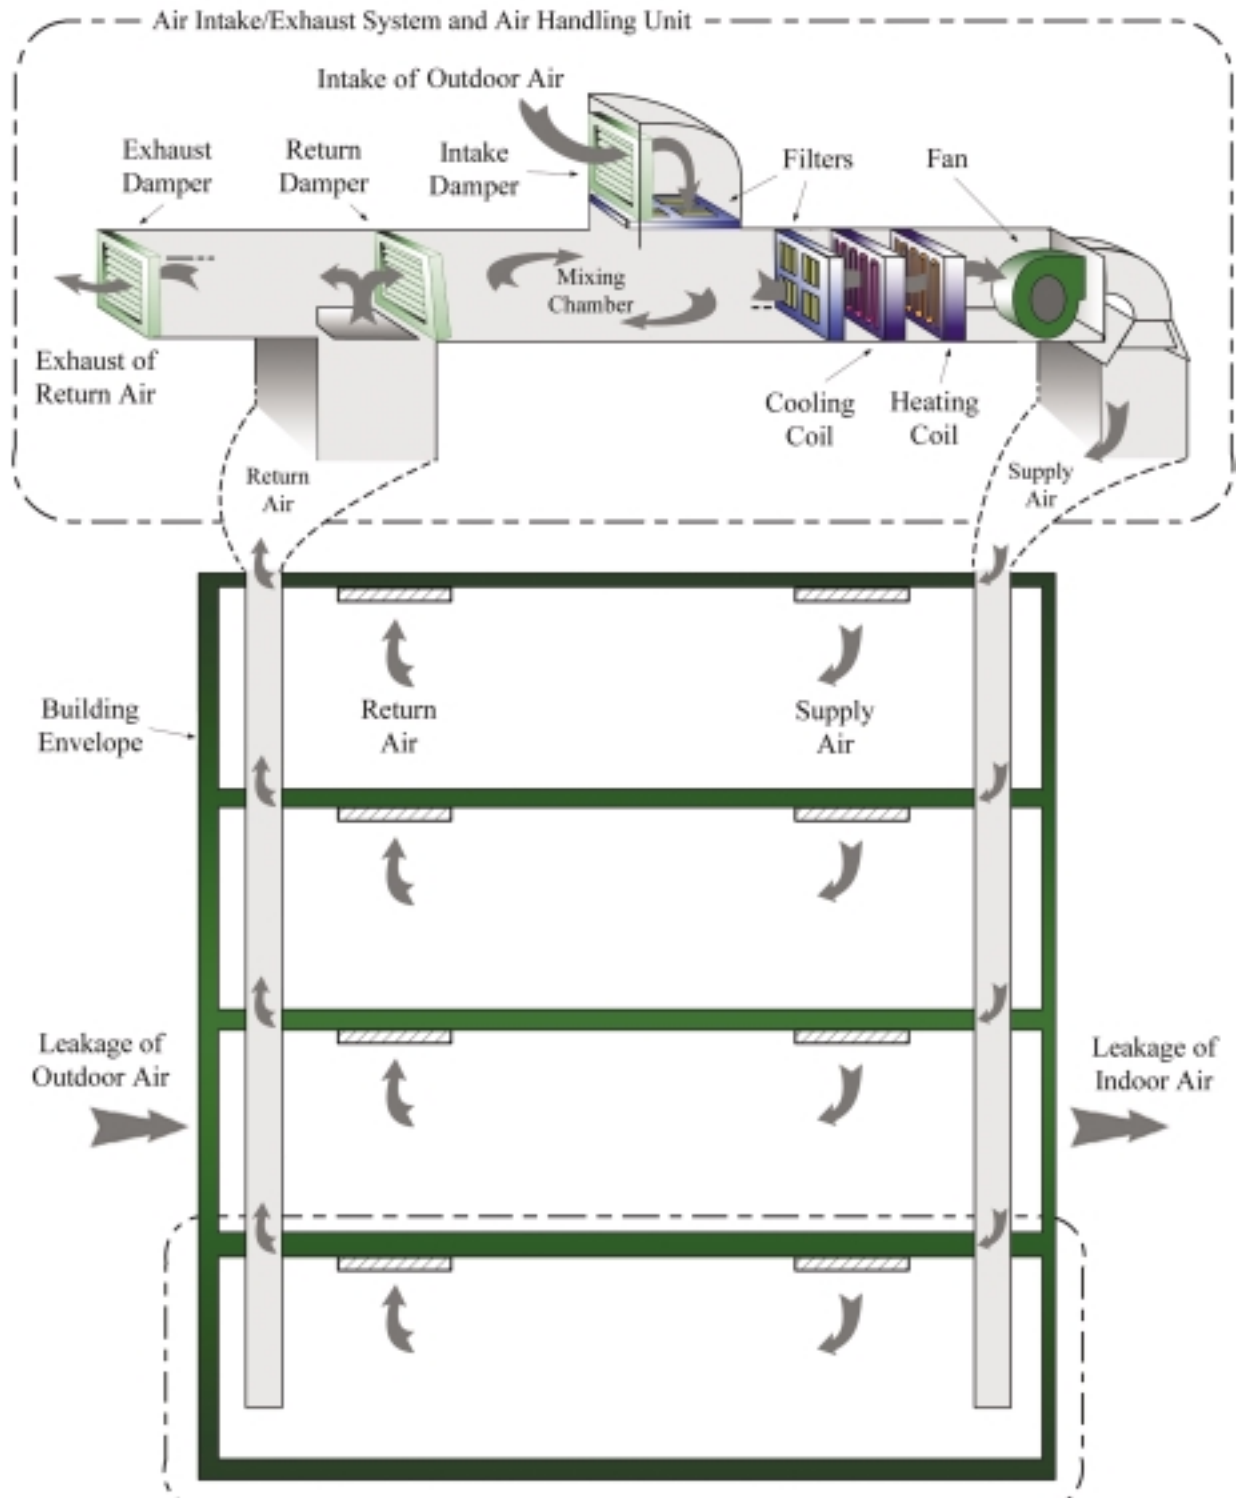 Air Intake/Exhaust System and Air Handling Unit
Intake of Outdoor Air
Exhaust
Damper
Return
Damper
Intake
Damper
Filters
Fan
Mixing
Chamber
Exhaust of
Return Air
Cooling
Coil
Heating
Coil
Return
Air
Supply
Air
Building
Envelope
Return
Air
Supply
Air
Leakage of
Outdoor Air
Leakage of
Indoor Air